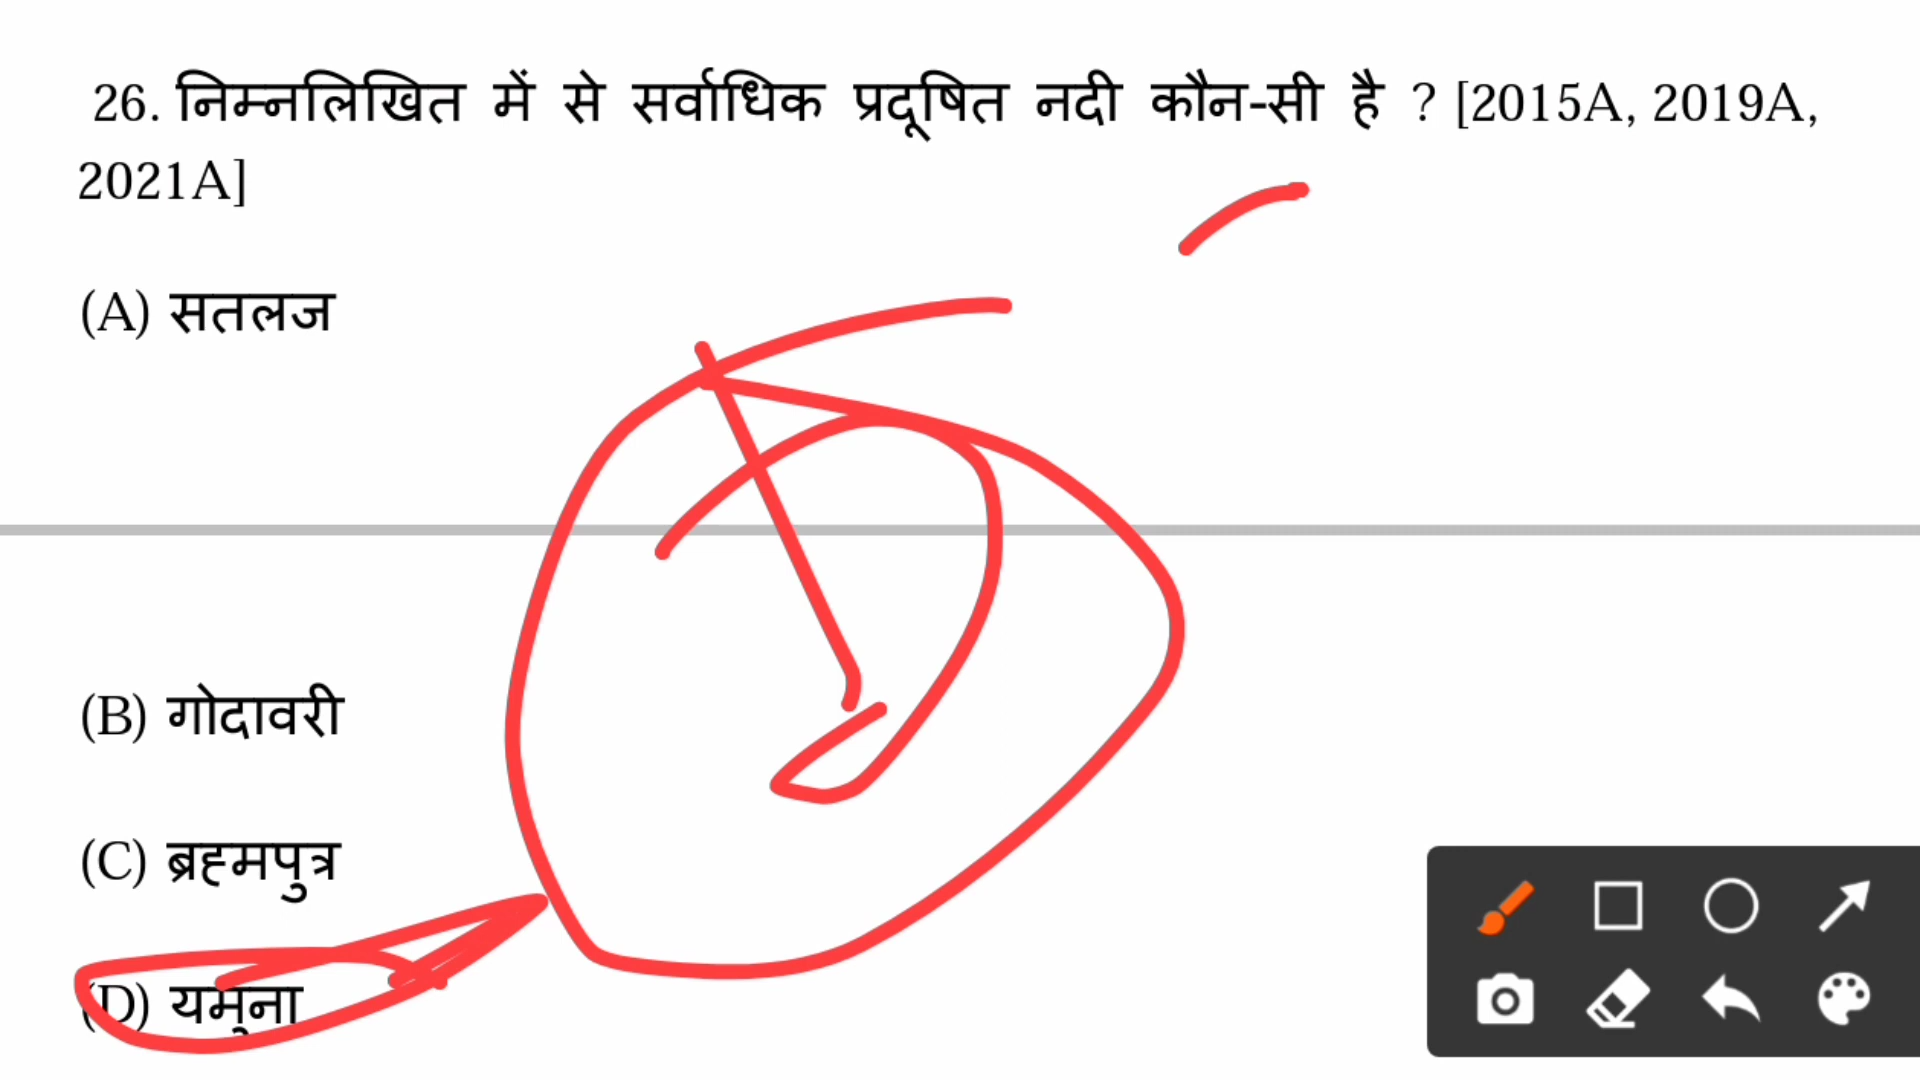 26. निम्नलिखित में से सर्वाधिक प्रदूषित नदी कौन-सी है ? [2015A, 2019A,
2021A]
(A) सतलज
(B) गोदावरी
(C) ब्रह्मपुत्र
(D) यमुना